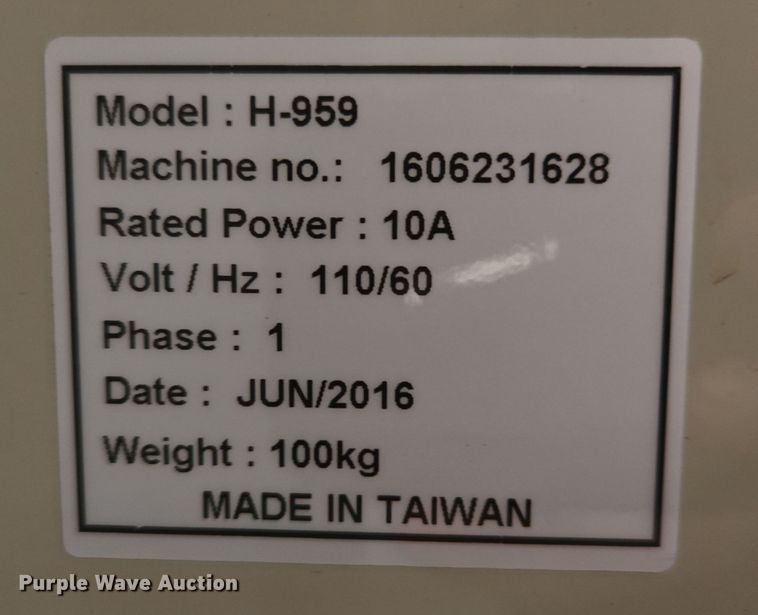 Model : H-959
Machine no.: 1606231628
Rated Power : 10A
Volt / Hz : 110/60
Phase : 1
Date : JUN/2016
Weight : 100kg
MADE IN TAIWAN
Purple Wave Auction